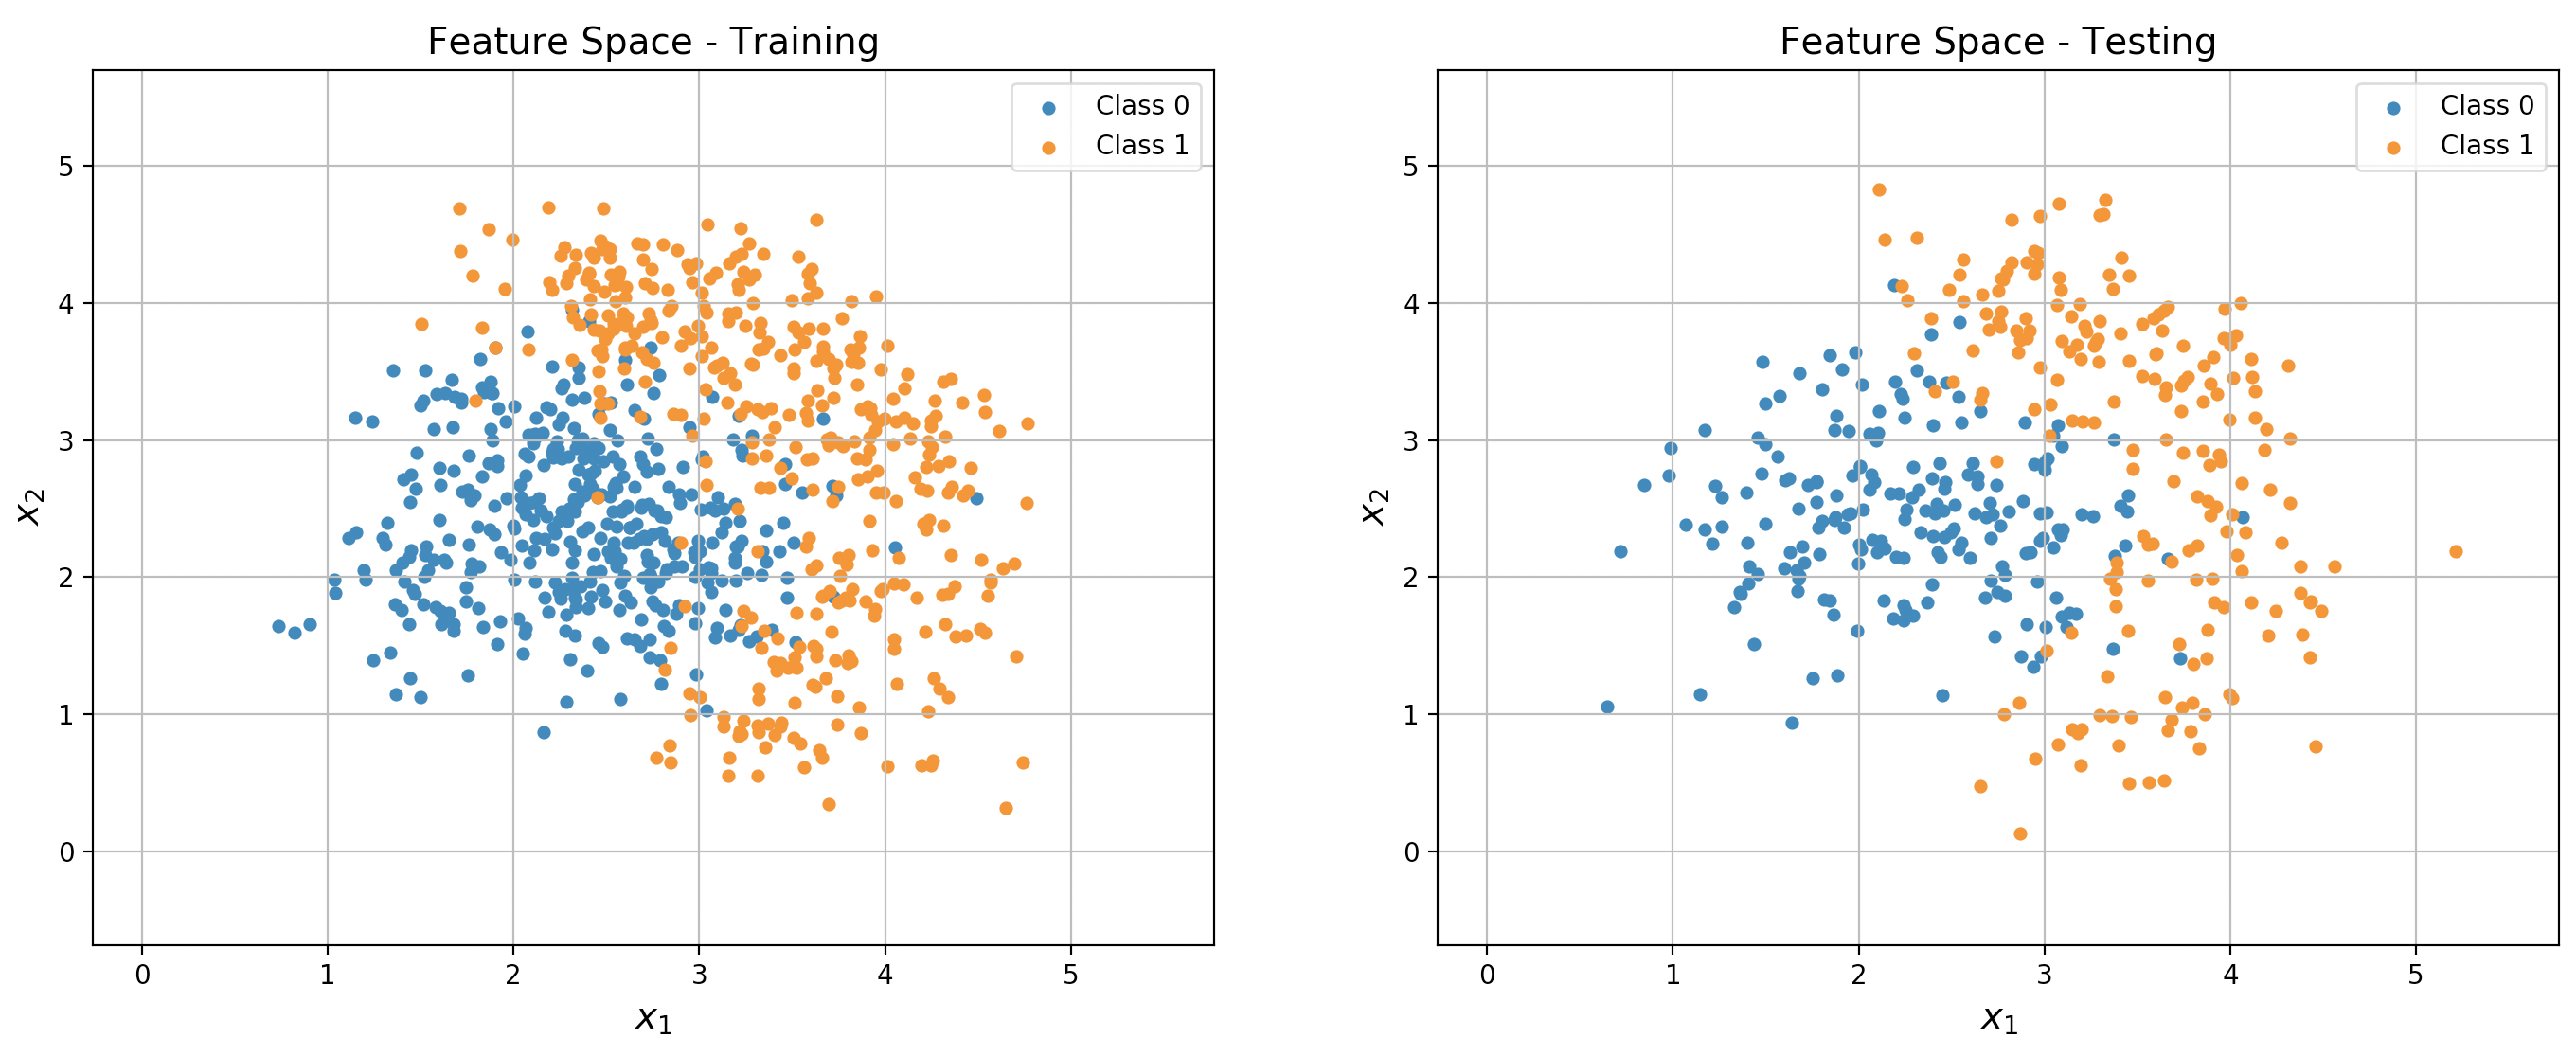 Feature Space - Training
Class 0
Class 1
5
4
3
2
1
0
x₂
0 1 2 3 4 5
x₁
Feature Space - Testing
Class 0
Class 1
5
4
3
2
1
0
x₂
0 1 2 3 4 5
x₁